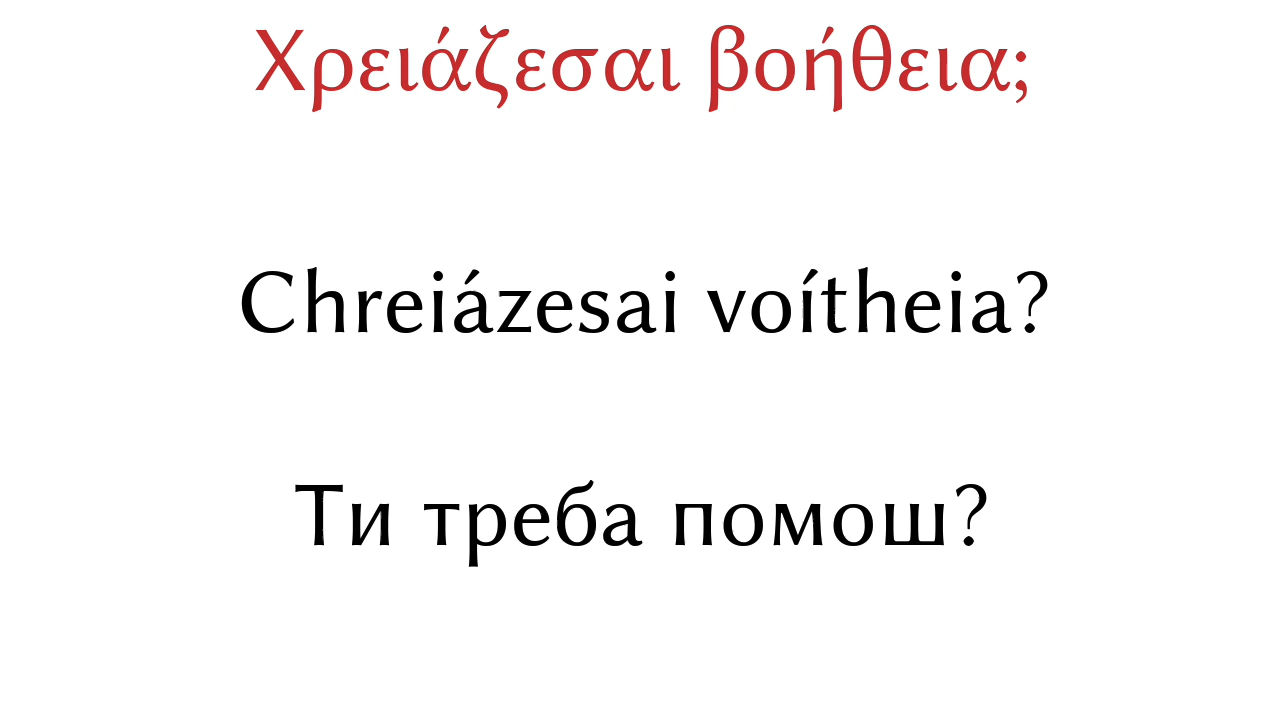 Χρειάζεσαι βοήθεια;
Chreiázesai voítheia?
Ти треба помош?